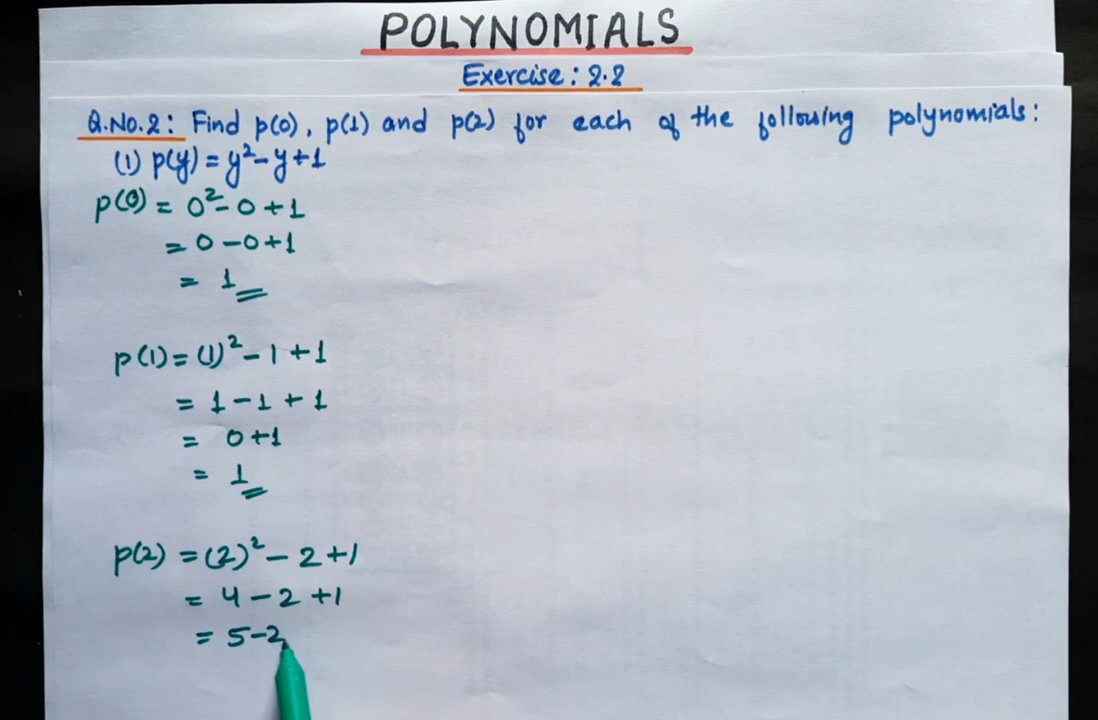 POLYNOMIALS
Exercise: 2.2
Q.No.2: Find p(0), p(1) and p(2) for each of the following polynomials:
(1) p(y) = y² - y + 1
p(0) = 0² - 0 + 1
= 0 - 0 + 1
= 1
p(1) = (1)² - 1 + 1
= 1 - 1 + 1
= 0 + 1
= 1
p(2) = (2)² - 2 + 1
= 4 - 2 + 1
= 5 - 2